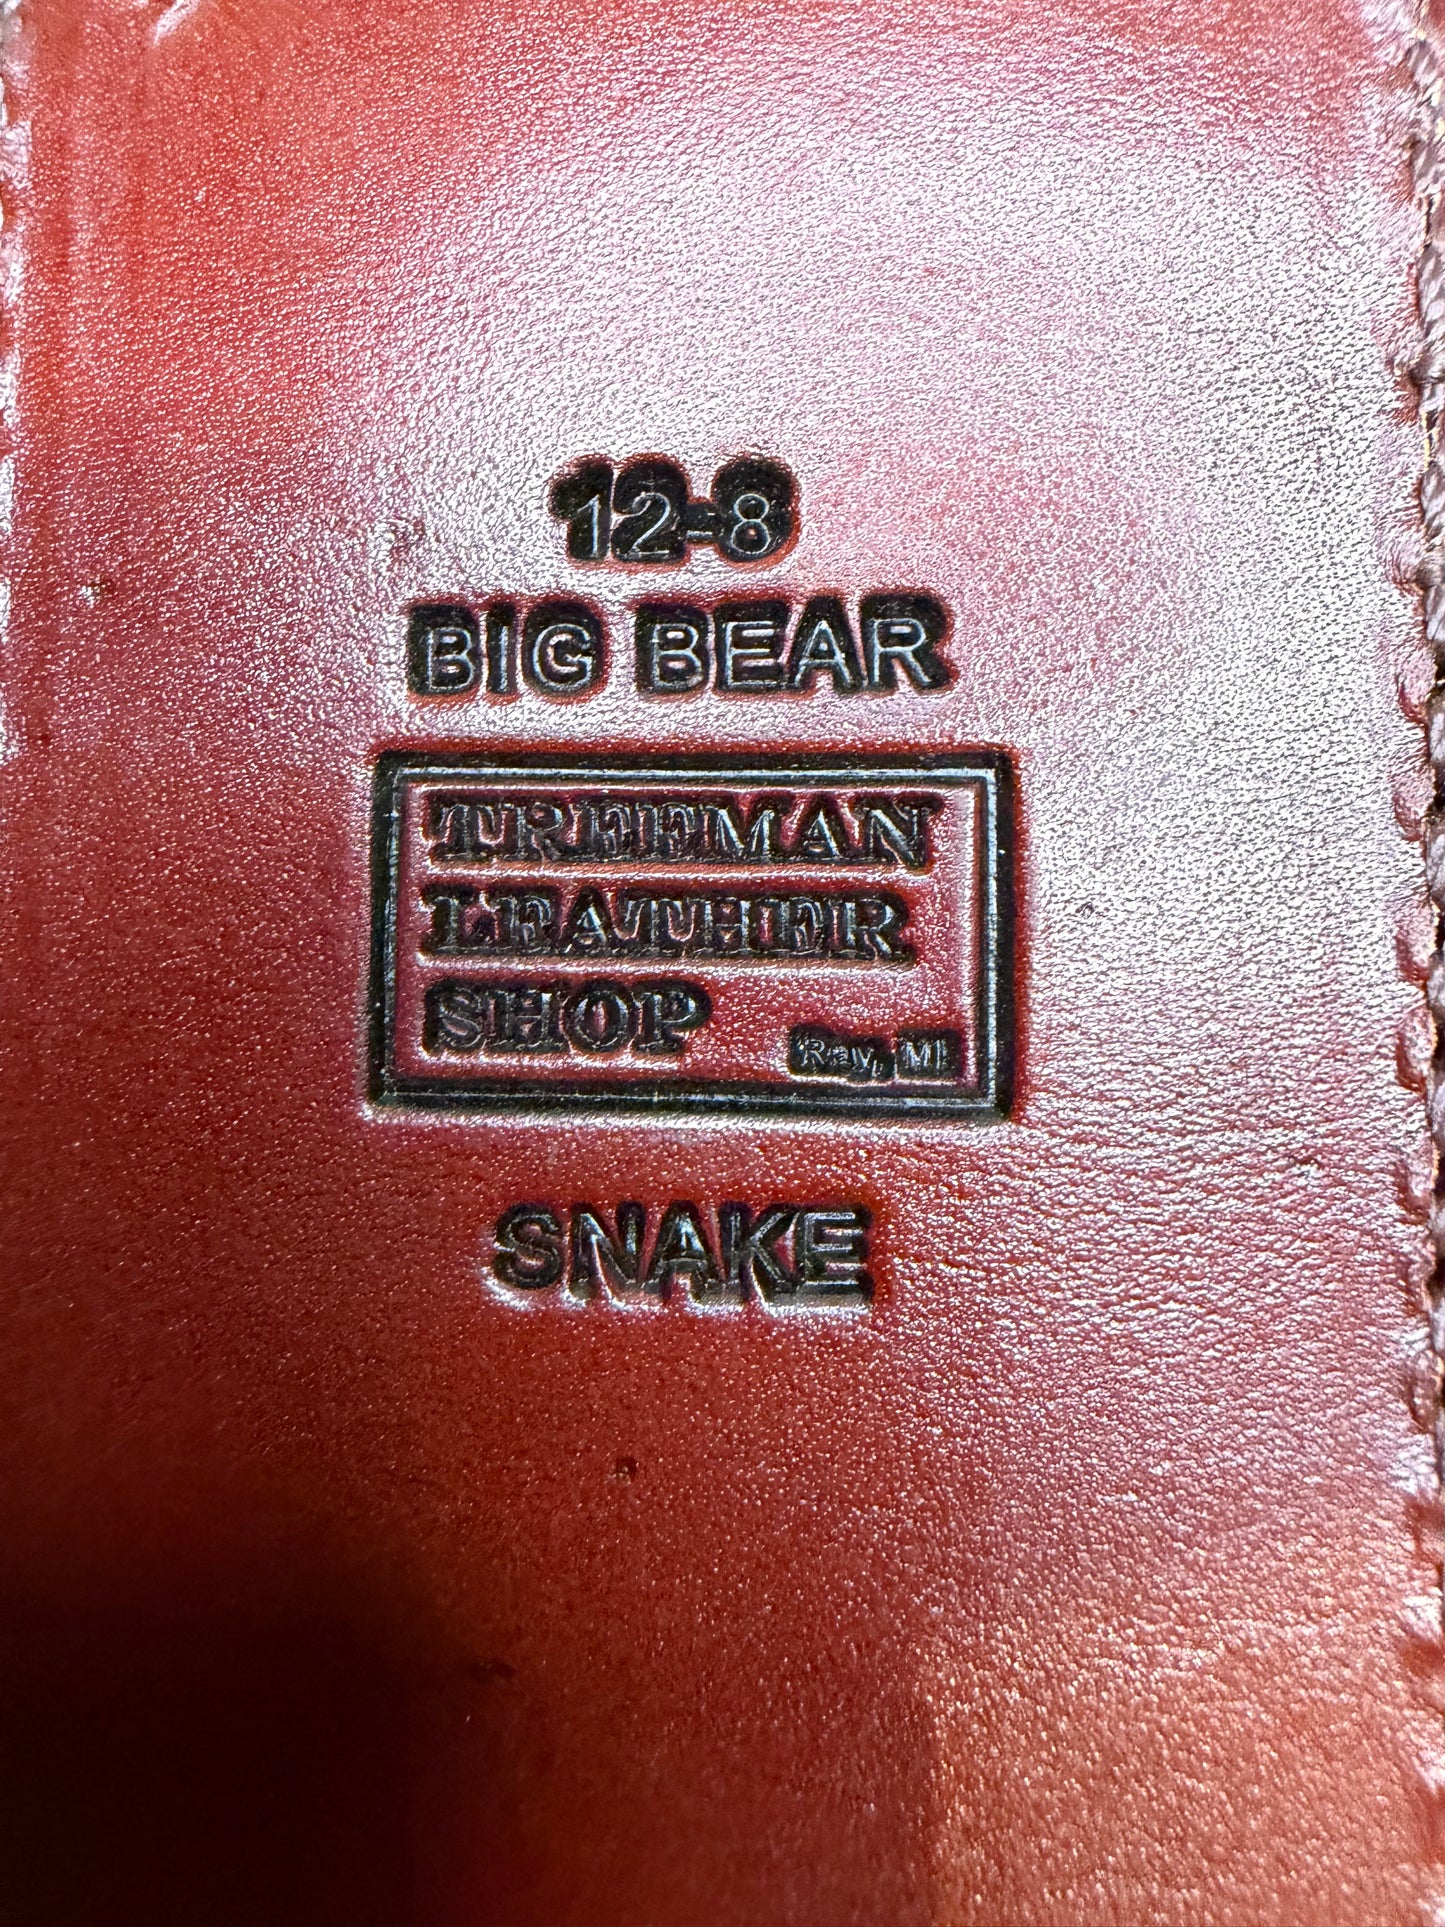 12-8
BIG BEAR
TREEMAN
LEATHER
SHOP
Ray, MI.
SNAKE